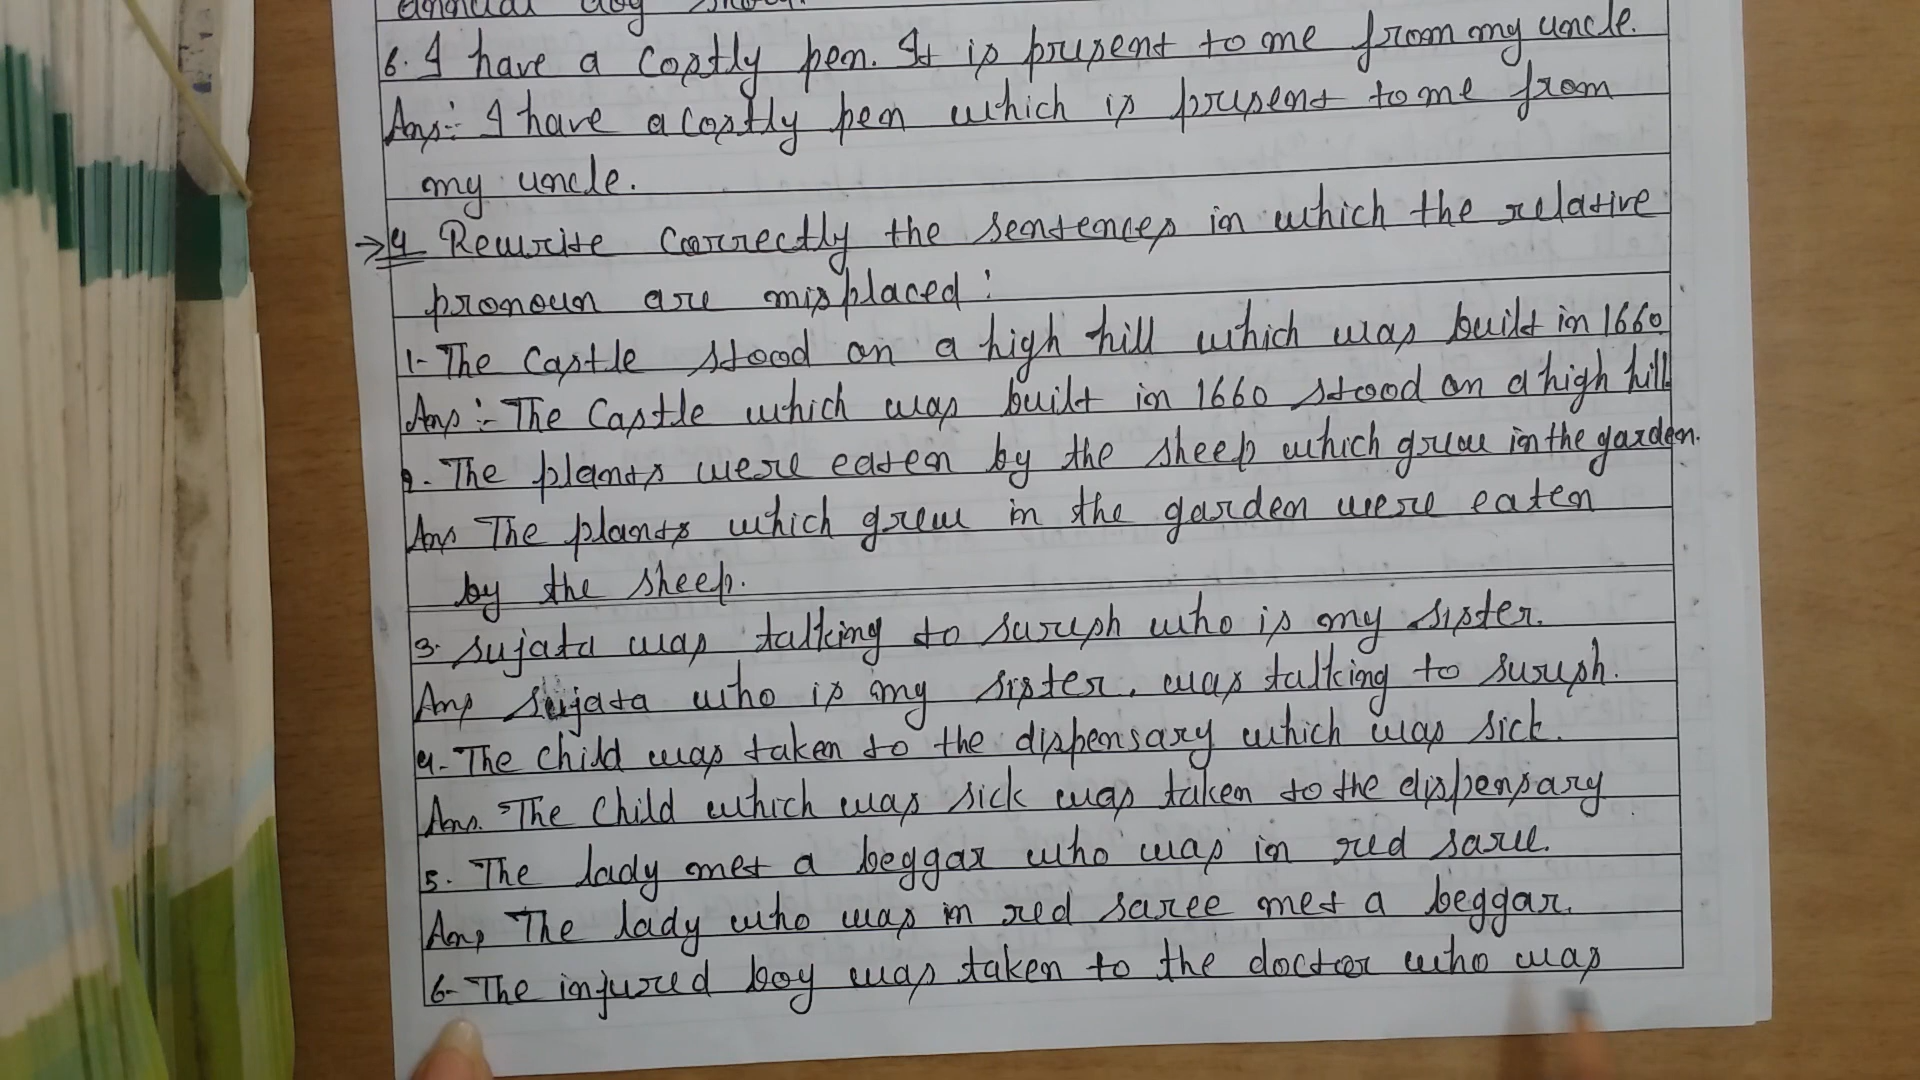 annual day show.
6. I have a costly pen. It is present to me from my uncle.
Ans:- I have a costly pen which is present to me from
my uncle.
→ 4 Rewrite correctly the sentences in which the relative
pronoun are misplaced:
1- The Castle stood on a high hill which was built in 1660
Ans:- The Castle which was built in 1660 stood on a high hill
2. The plants were eaten by the sheep which grew in the garden.
Ans The plants which grew in the garden were eaten
by the sheep.
3. Sujata was talking to suresh who is my sister.
Ans Sujata who is my sister, was talking to suresh.
4- The child was taken to the dispensary which was sick.
Ans. The child which was sick was taken to the dispensary
5. The lady met a beggar who was in red saree.
Ans The lady who was in red saree met a beggar.
6- The injured boy was taken to the doctor who was